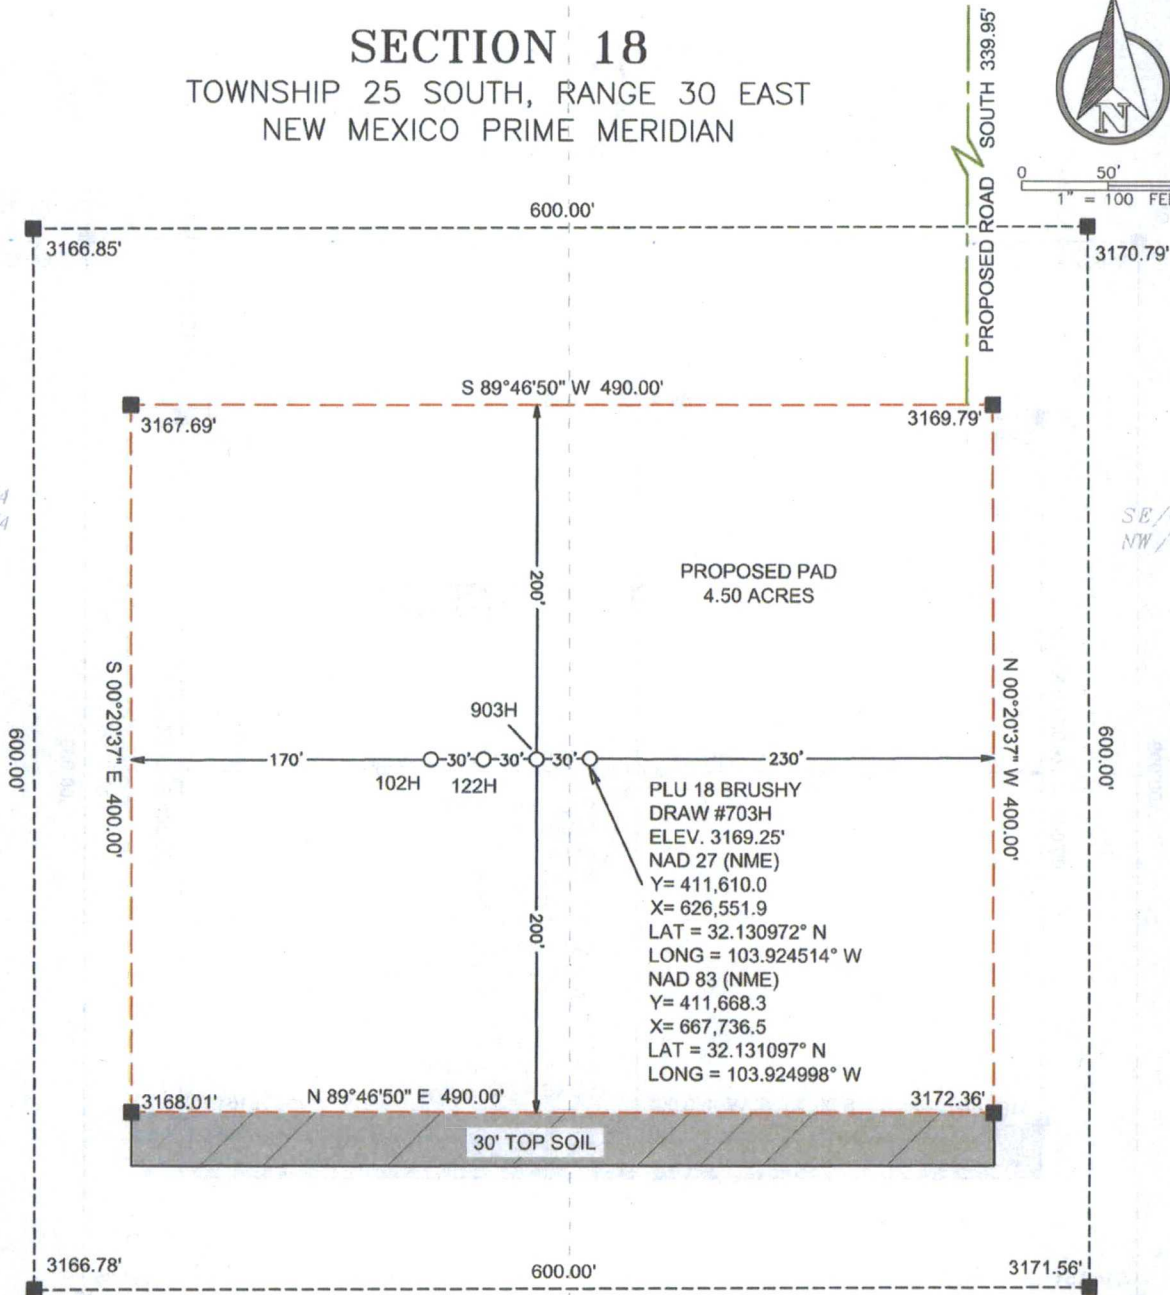 SECTION 18
TOWNSHIP 25 SOUTH, RANGE 30 EAST
NEW MEXICO PRIME MERIDIAN
PROPOSED ROAD SOUTH 339.95'
N
0 50'
1" = 100
600.00'
3166.85'
3170.79'
S 89°46'50" W 490.00'
3167.69'
3169.79'
SE/
NW/
PROPOSED PAD
4.50 ACRES
200'
600.00'
S 00°20'37" E 400.00'
N 00°20'37" W 400.00'
600.00'
903H
170' 30' 30' 30' 230'
102H 122H
PLU 18 BRUSHY
DRAW #703H
ELEV. 3169.25'
NAD 27 (NME)
Y= 411,610.0
X= 626,551.9
LAT = 32.130972° N
LONG = 103.924514° W
NAD 83 (NME)
Y= 411,668.3
X= 667,736.5
LAT = 32.131097° N
LONG = 103.924998° W
200'
3168.01'
N 89°46'50" E 490.00'
3172.36'
30' TOP SOIL
3166.78'
600.00'
3171.56'